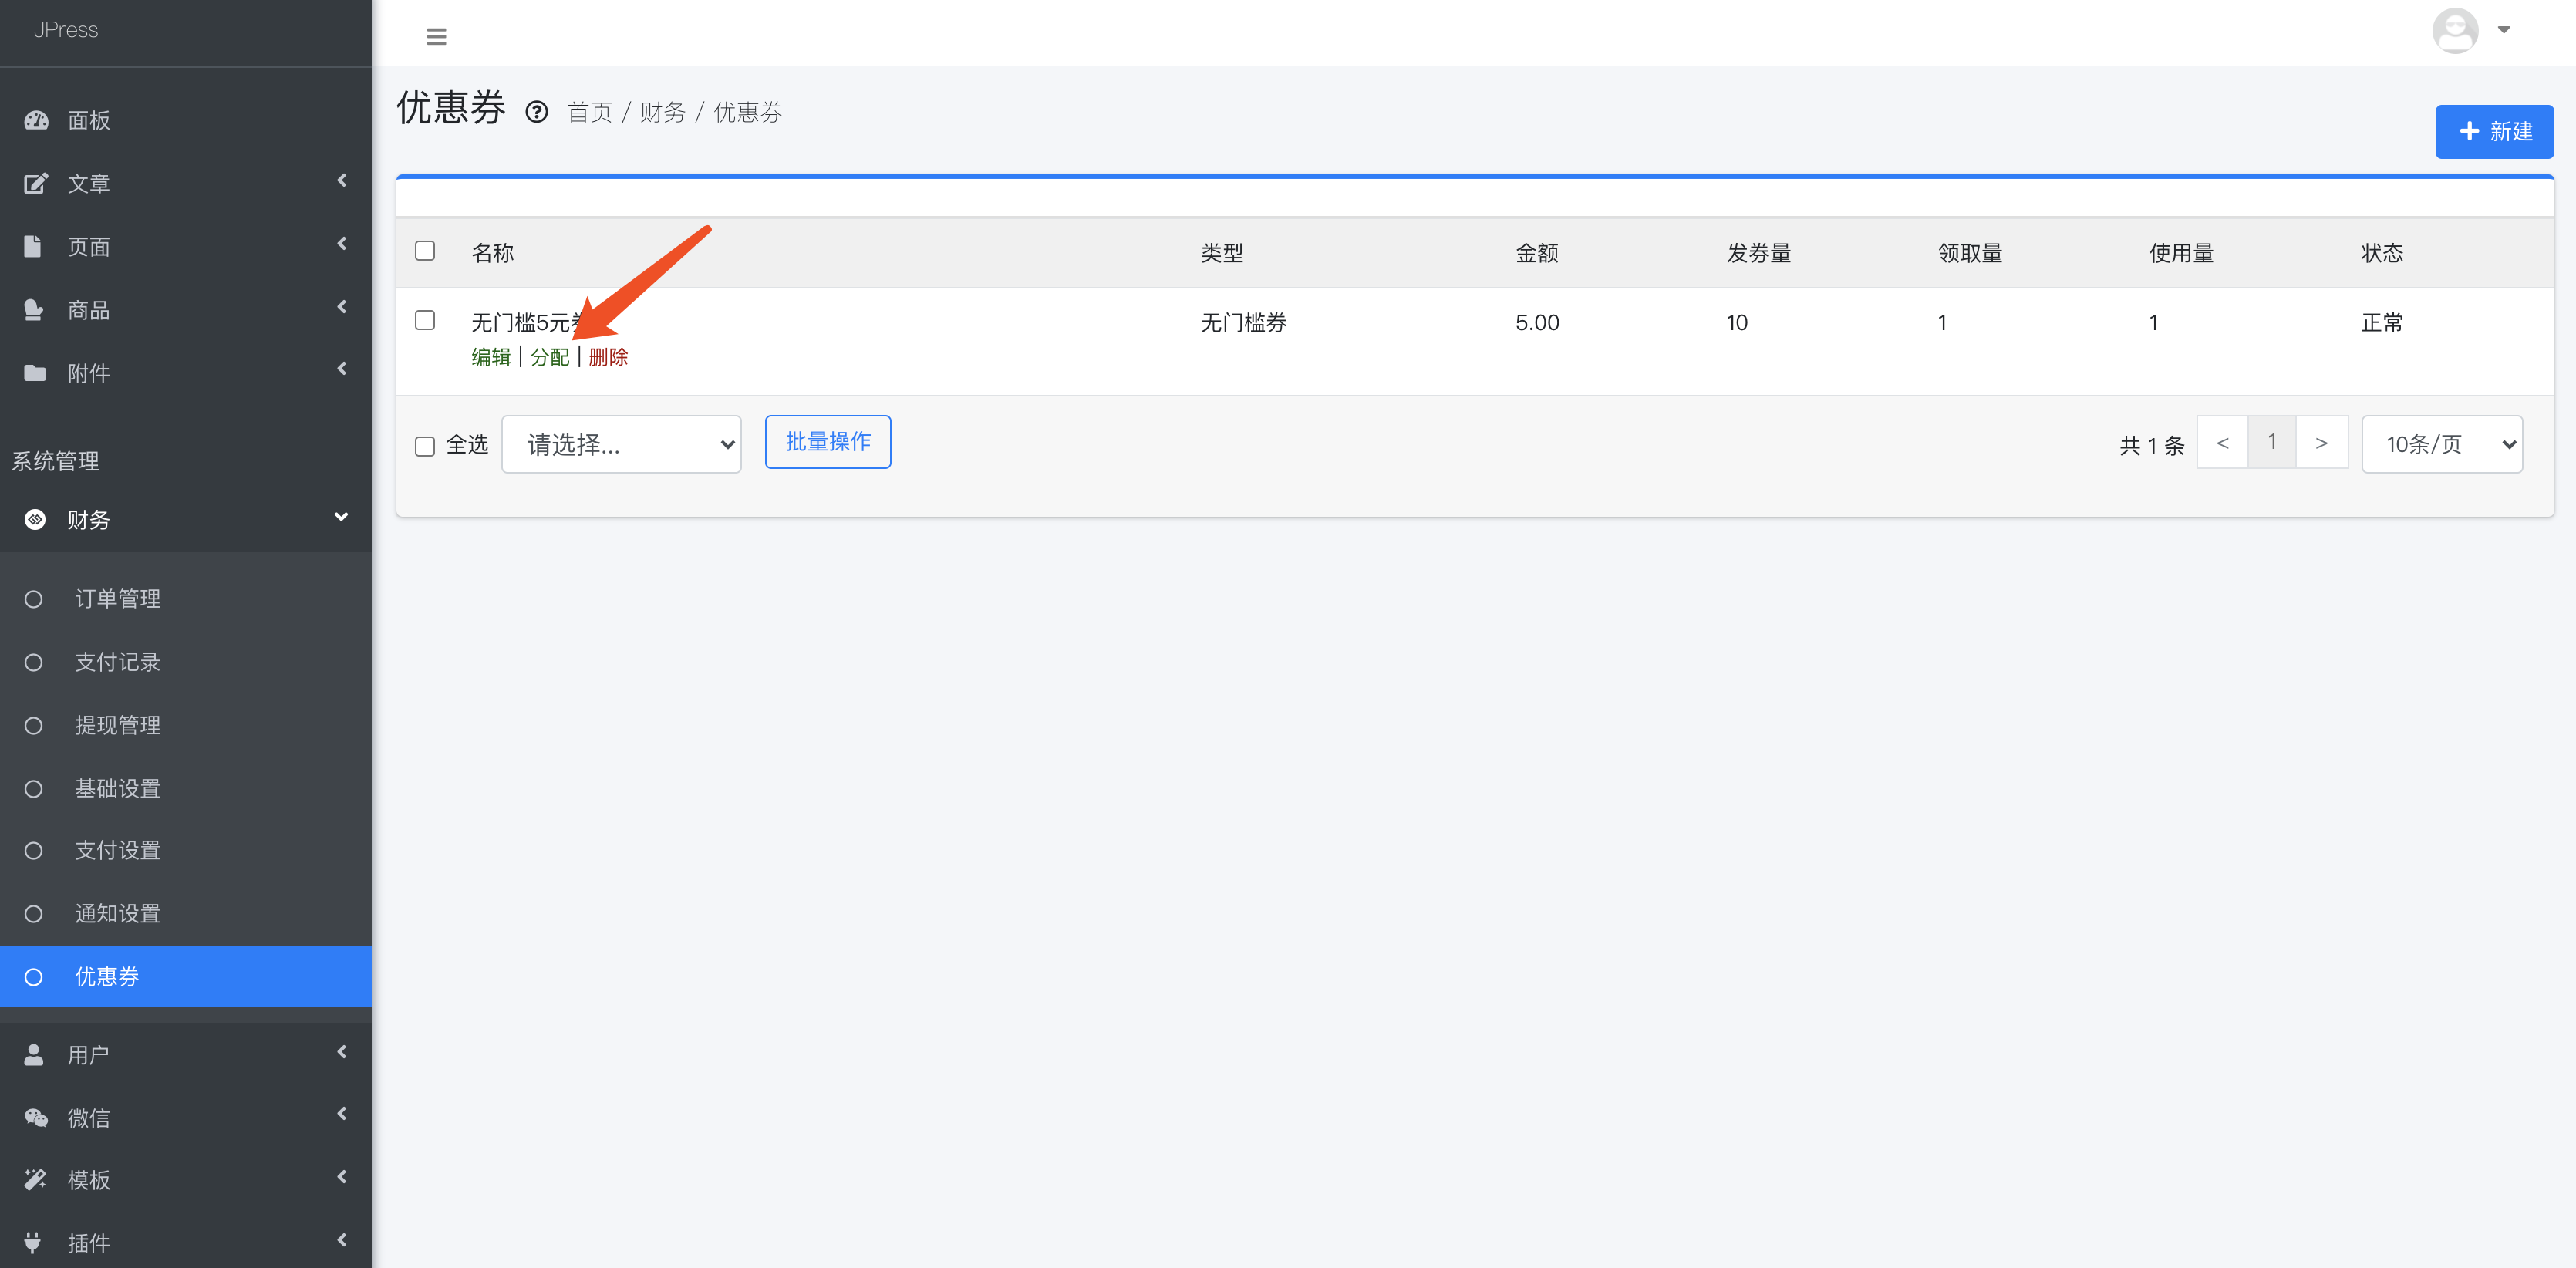 JPress
面板
文章
页面
商品
附件
系统管理
财务
订单管理
支付记录
提现管理
基础设置
支付设置
通知设置
优惠券
用户
微信
模板
插件
优惠券 首页 / 财务 / 优惠券
新建
名称 类型 金额 发券量 领取量 使用量 状态
无门槛5元 无门槛券 5.00 10 1 1 正常
编辑 | 分配 | 删除
全选 请选择... 批量操作 共 1 条 < 1 > 10条/页